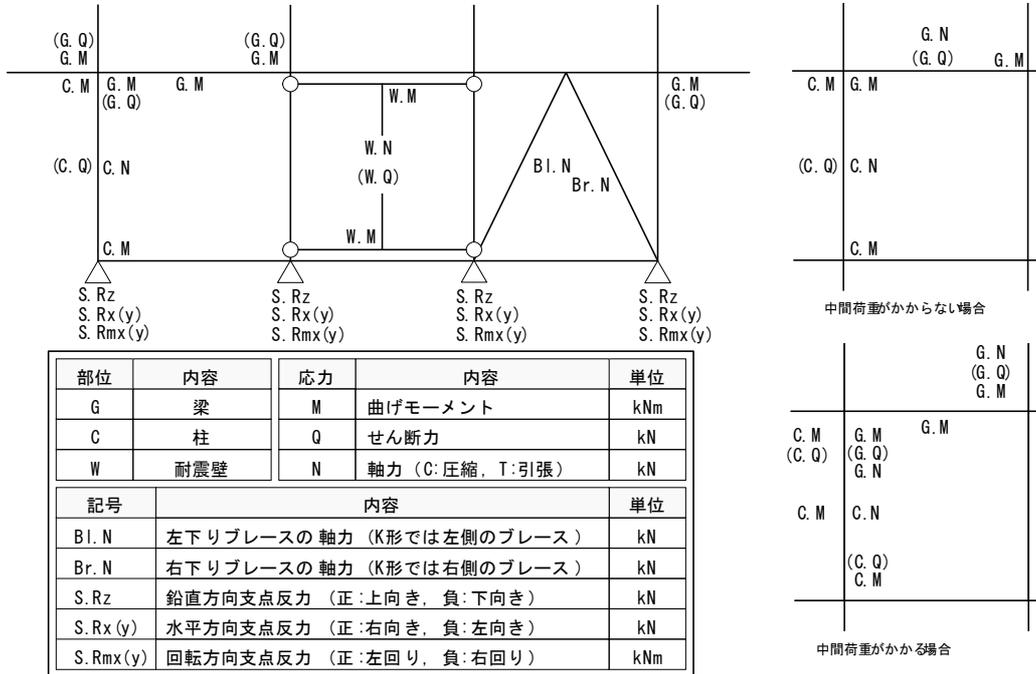 (G.Q)
G.M
(G.Q)
G.M
C.M
G.M
(G.Q)
G.M
W.M
G.M
(G.Q)
(C.Q)
C.N
W.N
(W.Q)
Bl.N
Br.N
C.M
W.M
S.Rz
S.Rx(y)
S.Rmx(y)
S.Rz
S.Rx(y)
S.Rmx(y)
S.Rz
S.Rx(y)
S.Rmx(y)
S.Rz
S.Rx(y)
S.Rmx(y)
G.N
(G.Q)
G.M
C.M
G.M
(C.Q)
C.N
C.M
中間荷重がかからない場合
G.N
(G.Q)
G.M
C.M
(C.Q)
G.M
(G.Q)
G.N
G.M
C.M
C.N
(C.Q)
C.M
中間荷重がかかる場合
部位 内容 応力 内容 単位
G 梁 M 曲げモーメント kNm
C 柱 Q せん断力 kN
W 耐震壁 N 軸力 (C:圧縮, T:引張) kN
記号 内容 単位
Bl.N 左下りブレースの軸力 (K形では左側のブレース) kN
Br.N 右下りブレースの軸力 (K形では右側のブレース) kN
S.Rz 鉛直方向支点反力 (正:上向き, 負:下向き) kN
S.Rx(y) 水平方向支点反力 (正:右向き, 負:左向き) kN
S.Rmx(y) 回転方向支点反力 (正:左回り, 負:右回り) kNm